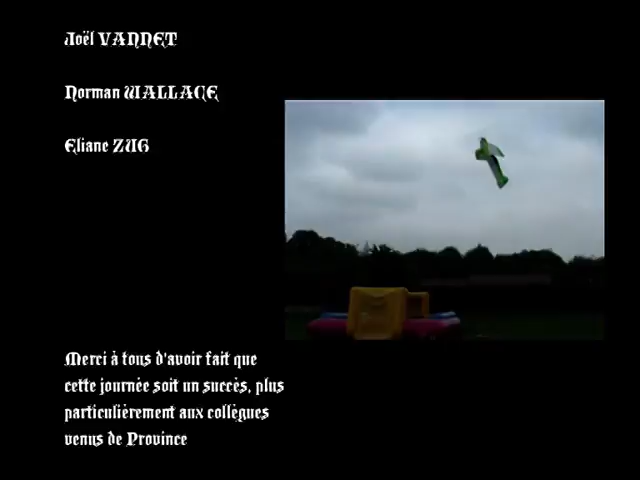 Joël VANNET
Norman WALLACE
Eliane ZUG
Merci à tous d'avoir fait que
cette journée soit un succès, plus
particulièrement aux collègues
venus de Province